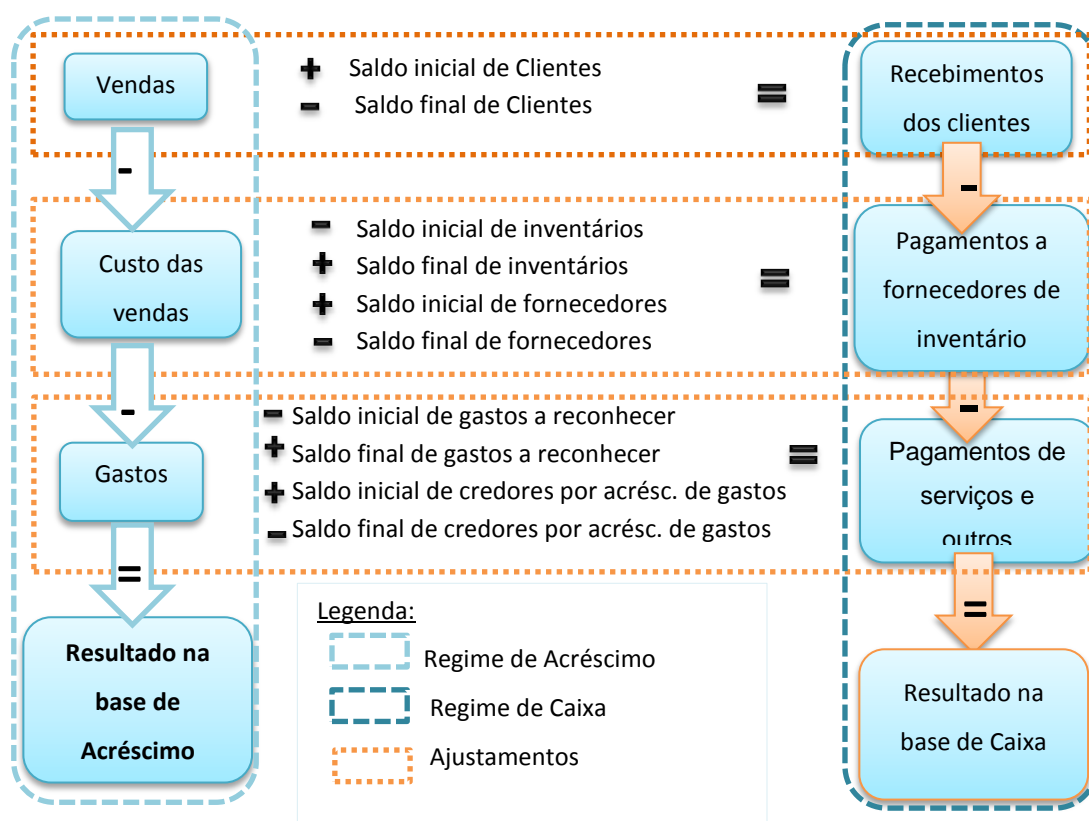 Vendas
+ Saldo inicial de Clientes
- Saldo final de Clientes
=
Recebimentos
dos clientes
-
-
Custo das
vendas
- Saldo inicial de inventários
+ Saldo final de inventários
+ Saldo inicial de fornecedores
- Saldo final de fornecedores
=
Pagamentos a
fornecedores de
inventário
-
-
Gastos
- Saldo inicial de gastos a reconhecer
+ Saldo final de gastos a reconhecer
+ Saldo inicial de credores por acrésc. de gastos
- Saldo final de credores por acrésc. de gastos
=
Pagamentos de
serviços e
outros
=
=
Resultado na
base de
Acréscimo
Legenda:
Regime de Acréscimo
Regime de Caixa
Ajustamentos
Resultado na
base de Caixa